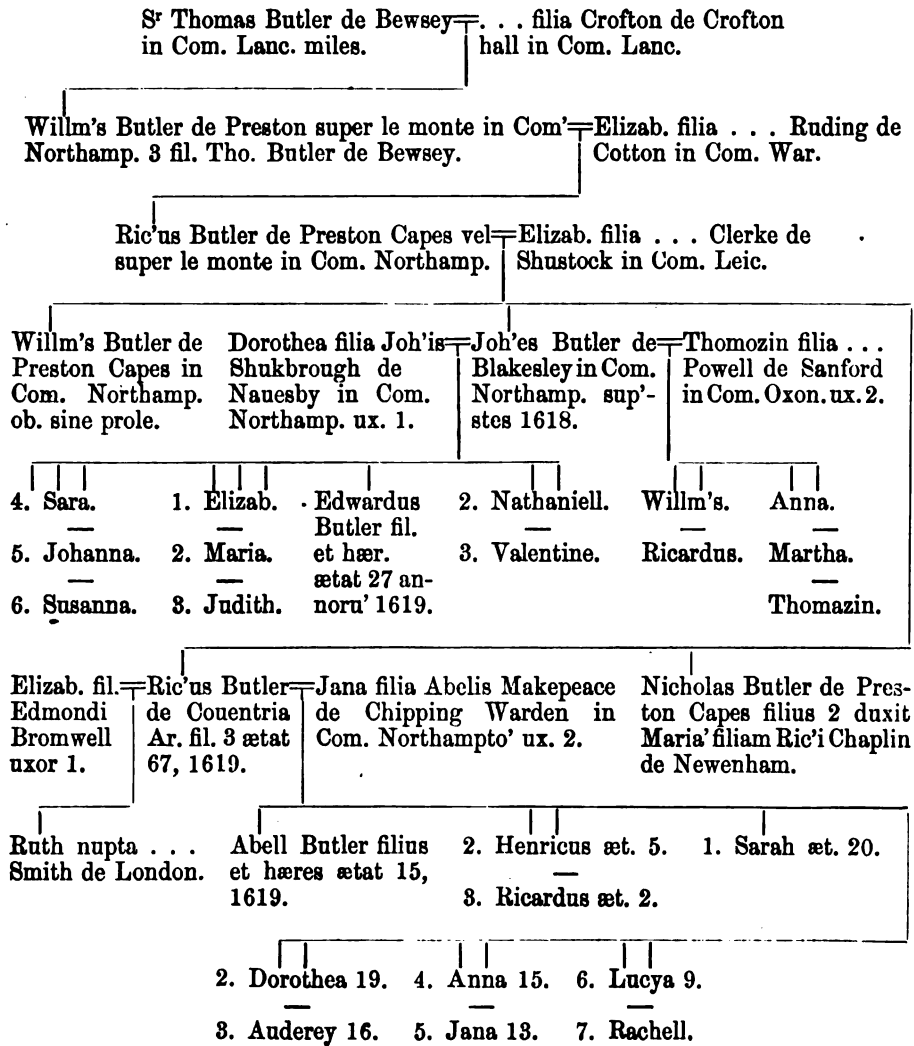 Sʳ Thomas Butler de Bewsey=. . . filia Crofton de Crofton
in Com. Lanc. miles. hall in Com. Lanc.
Willm's Butler de Preston super le monte in Com'=Elizab. filia . . . Ruding de
Northamp. 3 fil. Tho. Butler de Bewsey. Cotton in Com. War.
Ric'us Butler de Preston Capes vel=Elizab. filia . . . Clerke de
super le monte in Com. Northamp. Shustock in Com. Leic.
Willm's Butler de
Preston Capes in
Com. Northamp.
ob. sine prole.
Dorothea filia Joh'is=
Shukbrough de
Nauesby in Com.
Northamp. ux. 1.
Joh'es Butler de=
Blakesley in Com.
Northamp. sup'-
stes 1618.
Thomozin filia . . .
Powell de Sanford
in Com. Oxon. ux. 2.
4. Sara.
5. Johanna.
6. Susanna.
1. Elizab.
2. Maria.
3. Judith.
Edwardus
Butler fil.
et hær.
ætat 27 an-
noru' 1619.
2. Nathaniell.
3. Valentine.
Willm's.
Ricardus.
Anna.
Martha.
Thomazin.
Elizab. fil.=
Edmondi
Bromwell
uxor 1.
Ric'us Butler=
de Couentria
Ar. fil. 3 ætat
67, 1619.
Jana filia Abelis Makepeace
de Chipping Warden in
Com. Northampto' ux. 2.
Nicholas Butler de Pres-
ton Capes filius 2 duxit
Maria' filiam Ric'i Chaplin
de Newenham.
Ruth nupta . . .
Smith de London.
Abell Butler filius
et hæres ætat 15,
1619.
2. Henricus æt. 5.
3. Ricardus æt. 2.
1. Sarah æt. 20.
2. Dorothea 19.
3. Auderey 16.
4. Anna 15.
5. Jana 13.
6. Lucya 9.
7. Rachell.